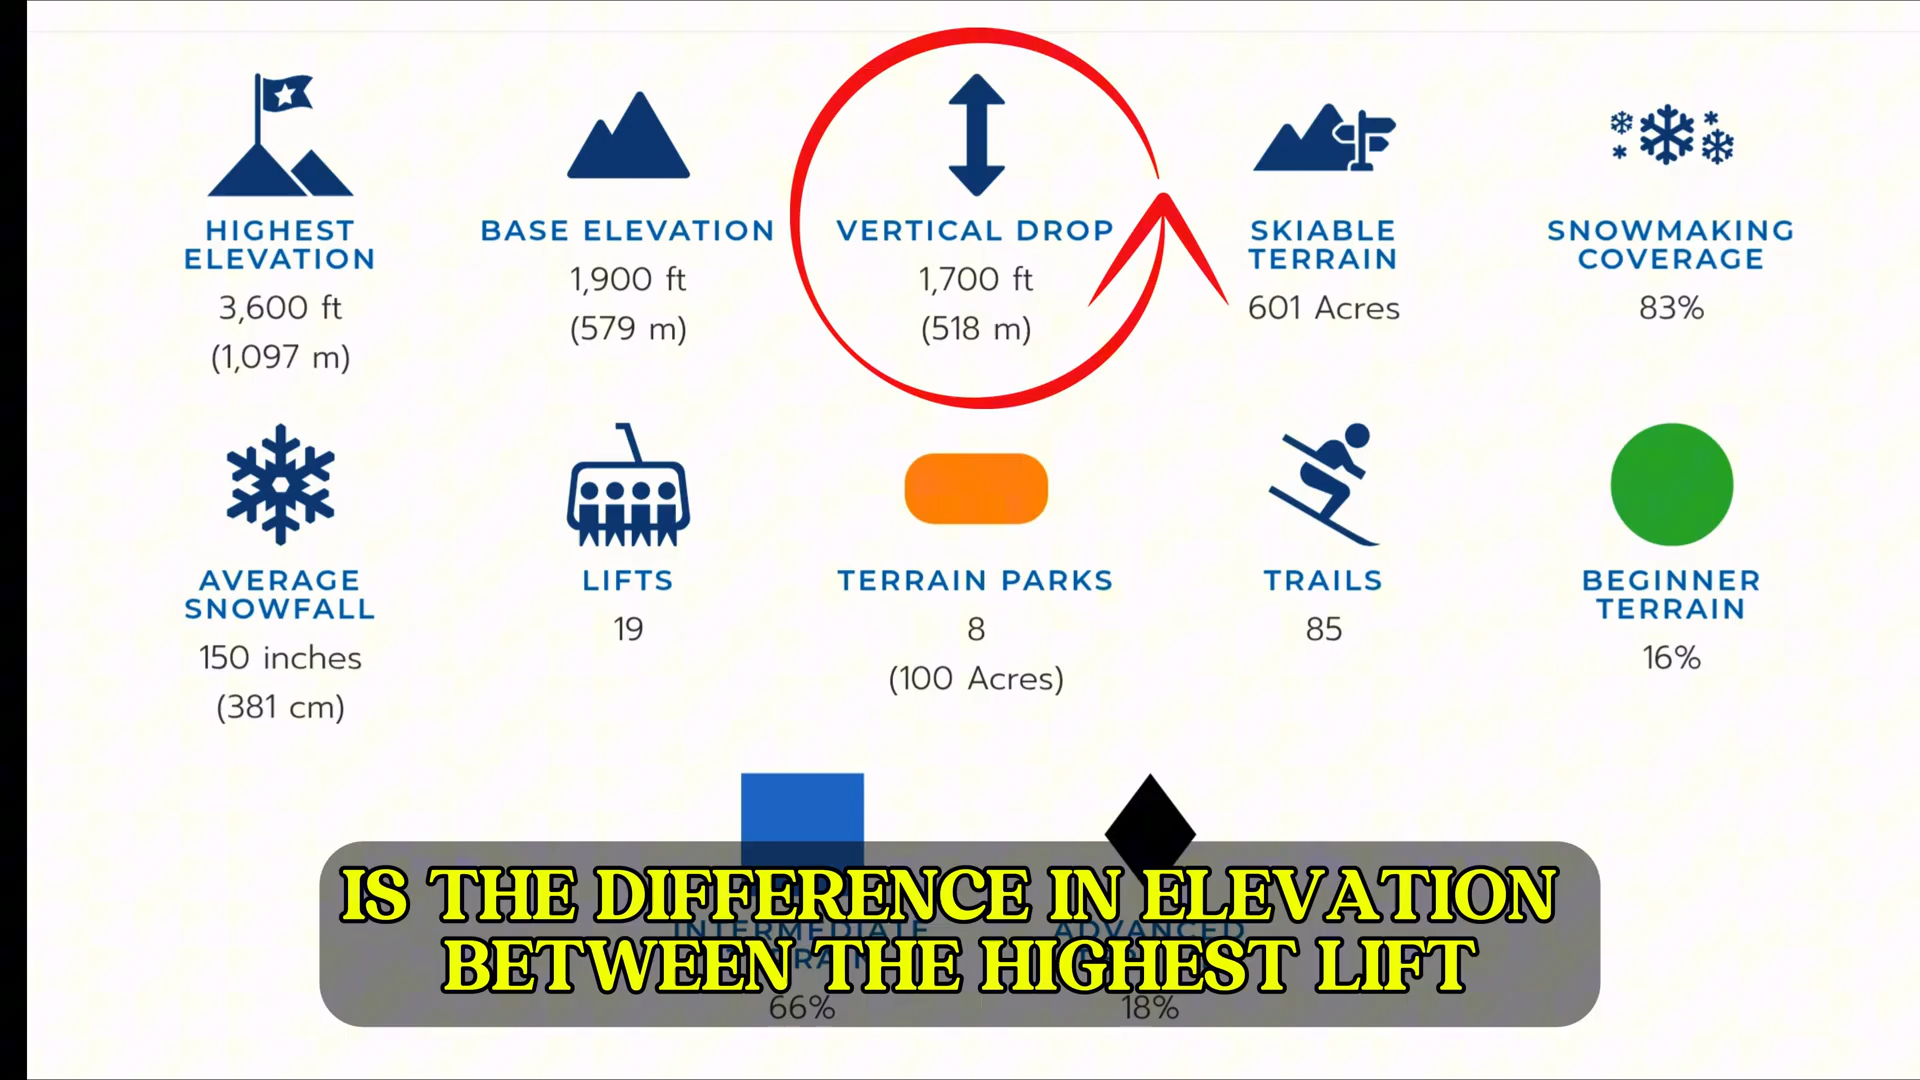 HIGHEST
ELEVATION
3,600 ft
(1,097 m)
BASE ELEVATION
1,900 ft
(579 m)
VERTICAL DROP
1,700 ft
(518 m)
SKIABLE
TERRAIN
601 Acres
SNOWMAKING
COVERAGE
83%
AVERAGE
SNOWFALL
150 inches
(381 cm)
LIFTS
19
TERRAIN PARKS
8
(100 Acres)
TRAILS
85
BEGINNER
TERRAIN
16%
INTERMEDIATE
66%
ADVANCED
18%
IS THE DIFFERENCE IN ELEVATION
BETWEEN THE HIGHEST LIFT